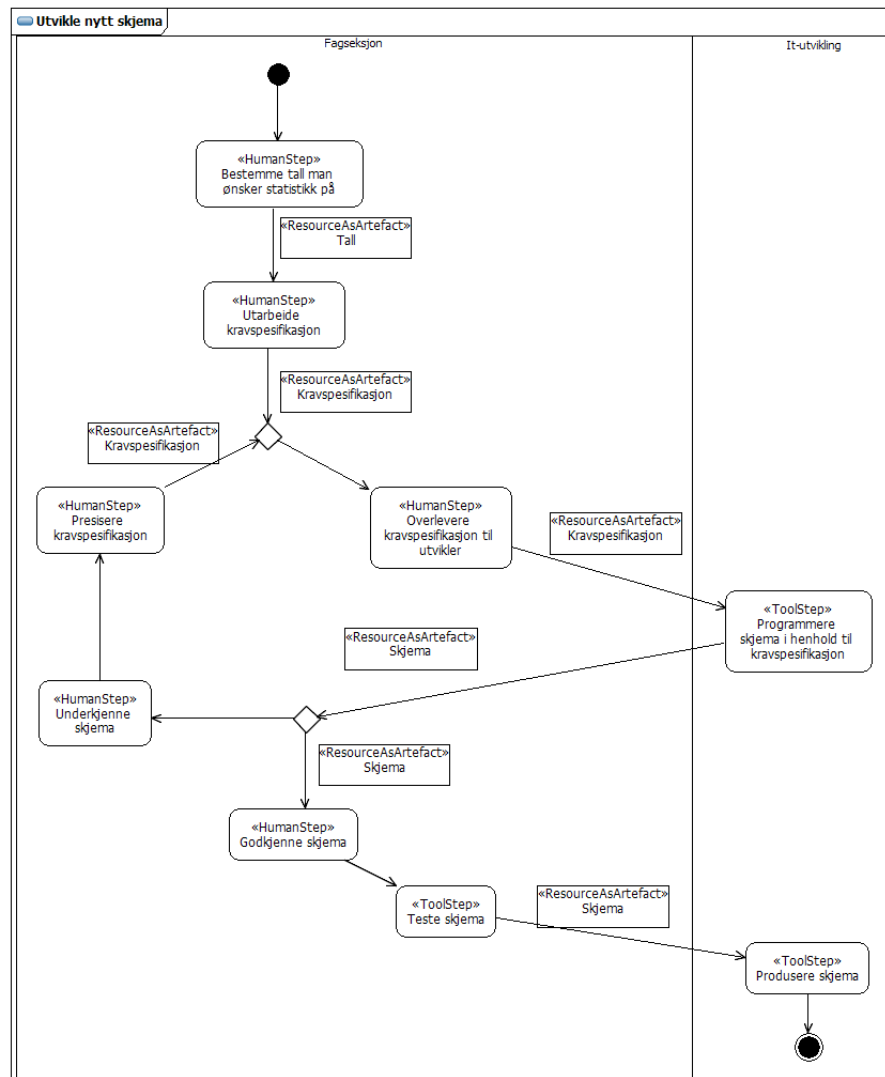 Utvikle nytt skjema
Fagseksjon
It-utvikling
«HumanStep»
Bestemme tall man
ønsker statistikk på
«ResourceAsArtefact»
Tall
«HumanStep»
Utarbeide
kravspesifikasjon
«ResourceAsArtefact»
Kravspesifikasjon
«ResourceAsArtefact»
Kravspesifikasjon
«HumanStep»
Presisere
kravspesifikasjon
«HumanStep»
Overlevere
kravspesifikasjon til
utvikler
«ResourceAsArtefact»
Kravspesifikasjon
«ToolStep»
Programmere
skjema i henhold til
kravspesifikasjon
«ResourceAsArtefact»
Skjema
«HumanStep»
Underkjenne
skjema
«ResourceAsArtefact»
Skjema
«HumanStep»
Godkjenne skjema
«ToolStep»
Teste skjema
«ResourceAsArtefact»
Skjema
«ToolStep»
Produsere skjema